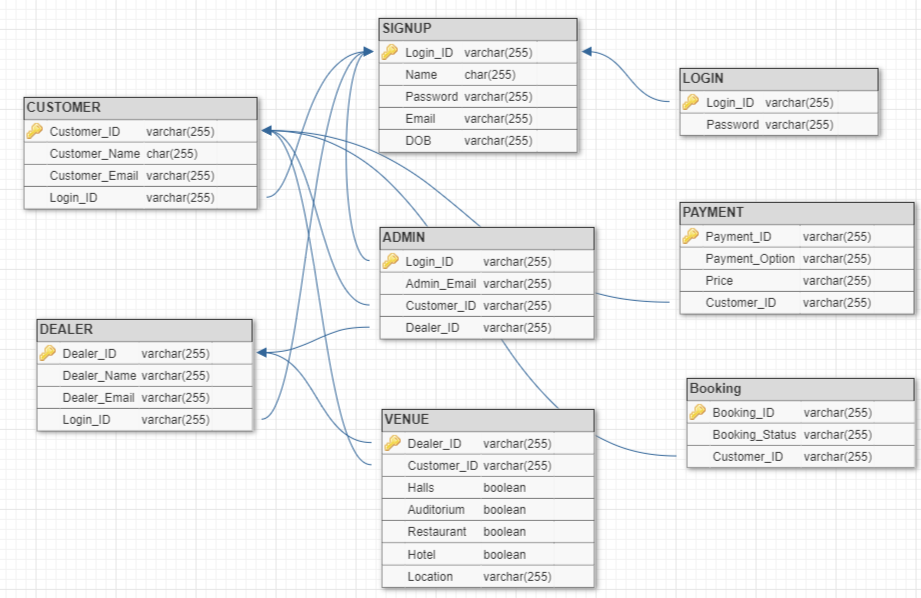 SIGNUP
Login_ID varchar(255)
Name char(255)
Password varchar(255)
Email varchar(255)
DOB varchar(255)
LOGIN
Login_ID varchar(255)
Password varchar(255)
CUSTOMER
Customer_ID varchar(255)
Customer_Name char(255)
Customer_Email varchar(255)
Login_ID varchar(255)
ADMIN
Login_ID varchar(255)
Admin_Email varchar(255)
Customer_ID varchar(255)
Dealer_ID varchar(255)
PAYMENT
Payment_ID varchar(255)
Payment_Option varchar(255)
Price varchar(255)
Customer_ID varchar(255)
DEALER
Dealer_ID varchar(255)
Dealer_Name varchar(255)
Dealer_Email varchar(255)
Login_ID varchar(255)
VENUE
Dealer_ID varchar(255)
Customer_ID varchar(255)
Halls boolean
Auditorium boolean
Restaurant boolean
Hotel boolean
Location varchar(255)
Booking
Booking_ID varchar(255)
Booking_Status varchar(255)
Customer_ID varchar(255)